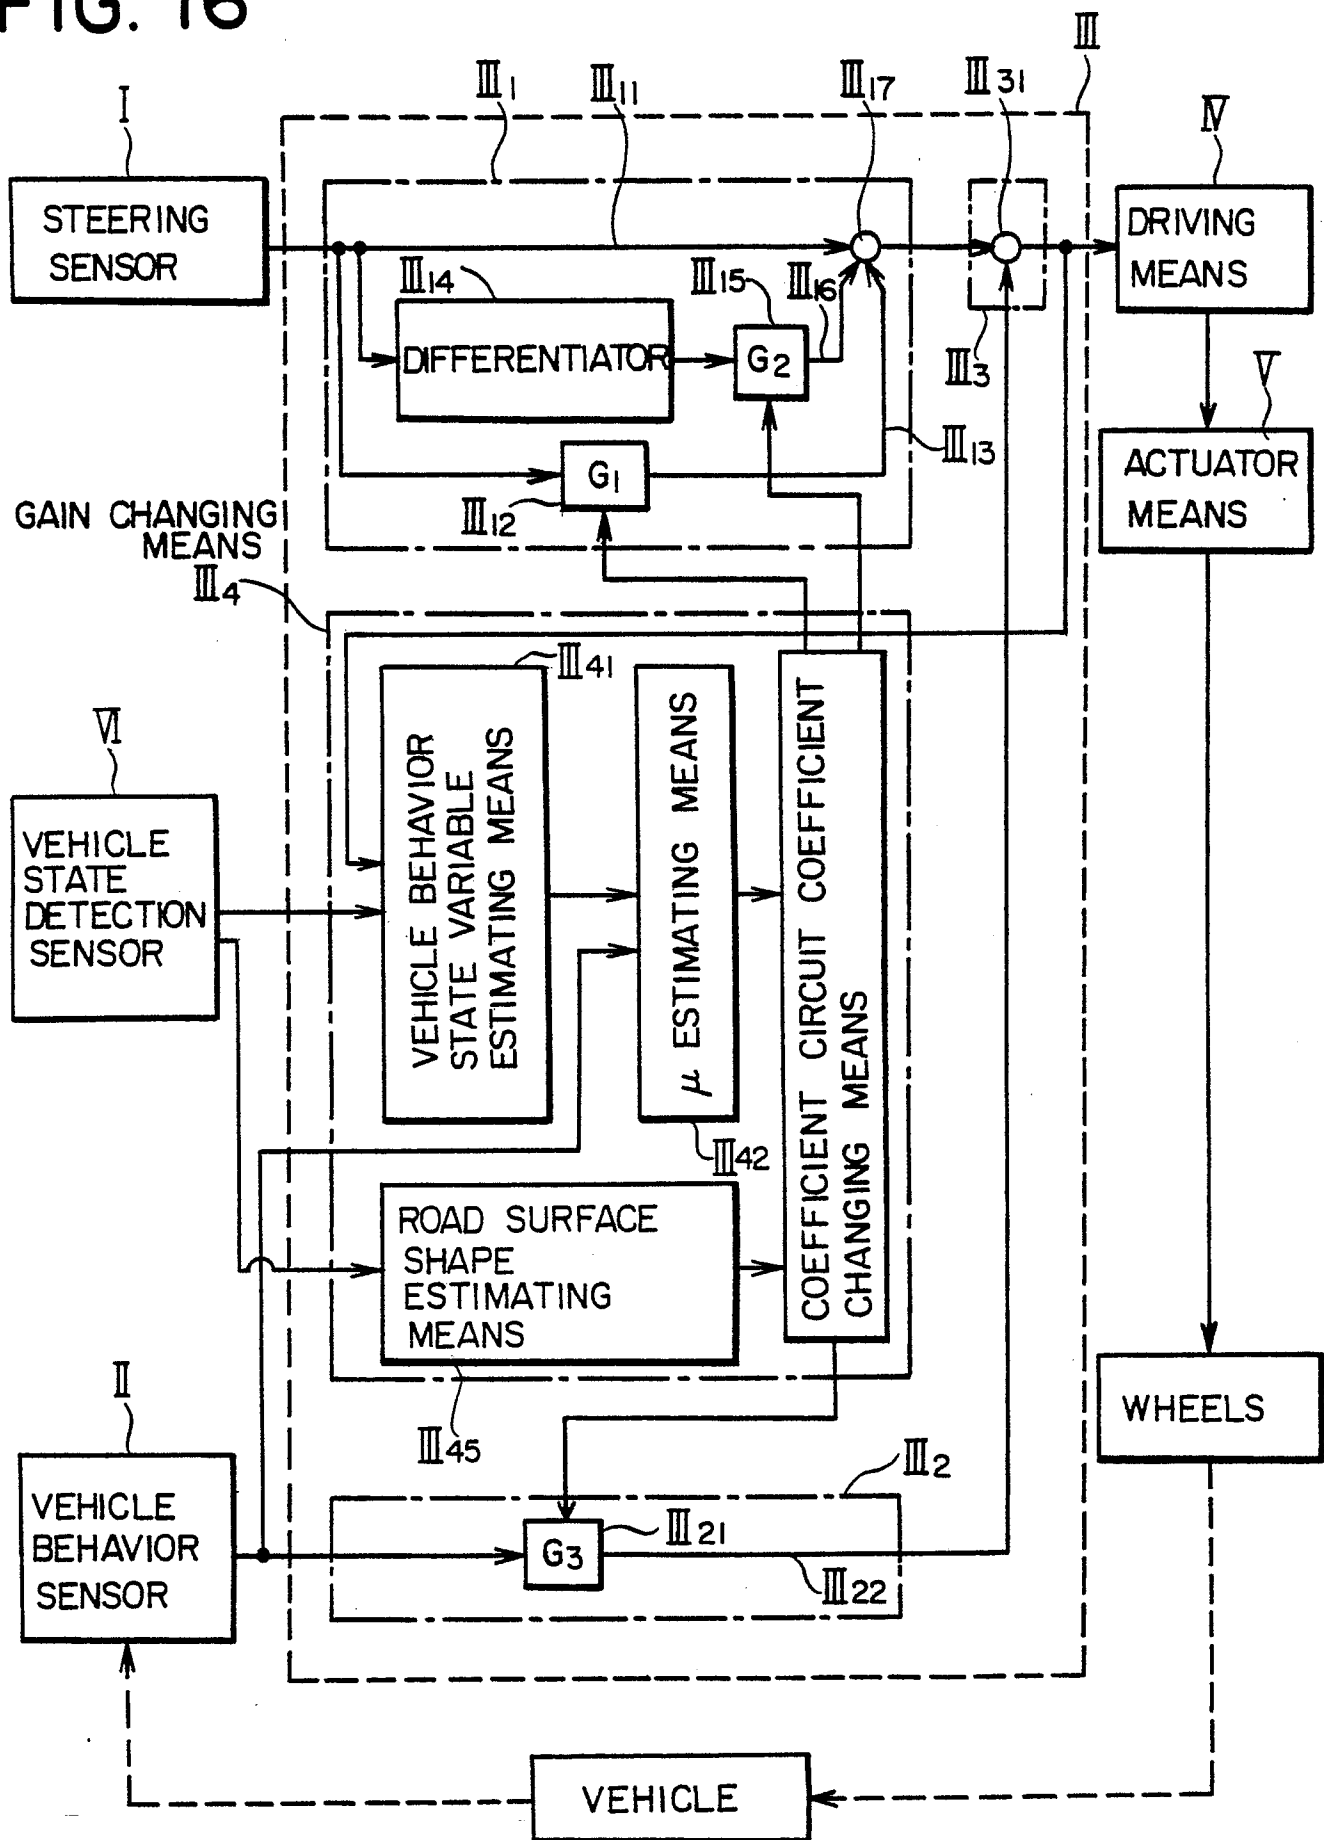 FIG. 16
III
III1
III11
III17
III31
I
IV
STEERING
SENSOR
DRIVING
MEANS
III14
III15
III16
DIFFERENTIATOR
G2
III3
V
III13
G1
III12
ACTUATOR
MEANS
GAIN CHANGING
MEANS
III4
III41
VI
VEHICLE
STATE
DETECTION
SENSOR
VEHICLE BEHAVIOR
STATE VARIABLE
ESTIMATING MEANS
μ ESTIMATING MEANS
COEFFICIENT CIRCUIT COEFFICIENT
CHANGING MEANS
III42
ROAD SURFACE
SHAPE
ESTIMATING
MEANS
III45
II
WHEELS
III2
VEHICLE
BEHAVIOR
SENSOR
G3
III21
III22
VEHICLE